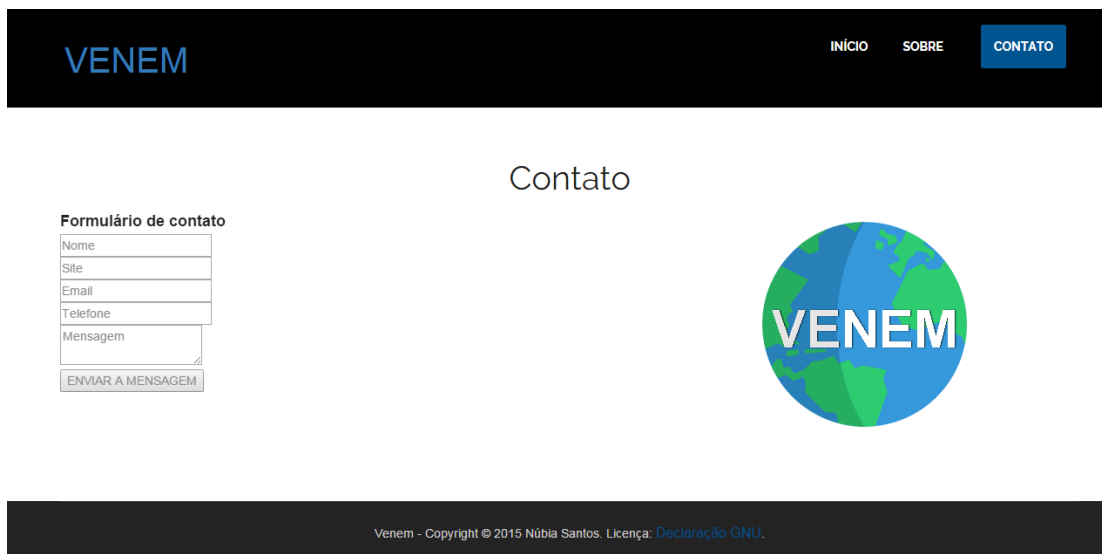 VENEM
INÍCIO SOBRE CONTATO
Contato
Formulário de contato
Nome
Site
Email
Telefone
Mensagem
ENVIAR A MENSAGEM
VENEM
Venem - Copyright © 2015 Núbia Santos. Licença: Declaração GNU.